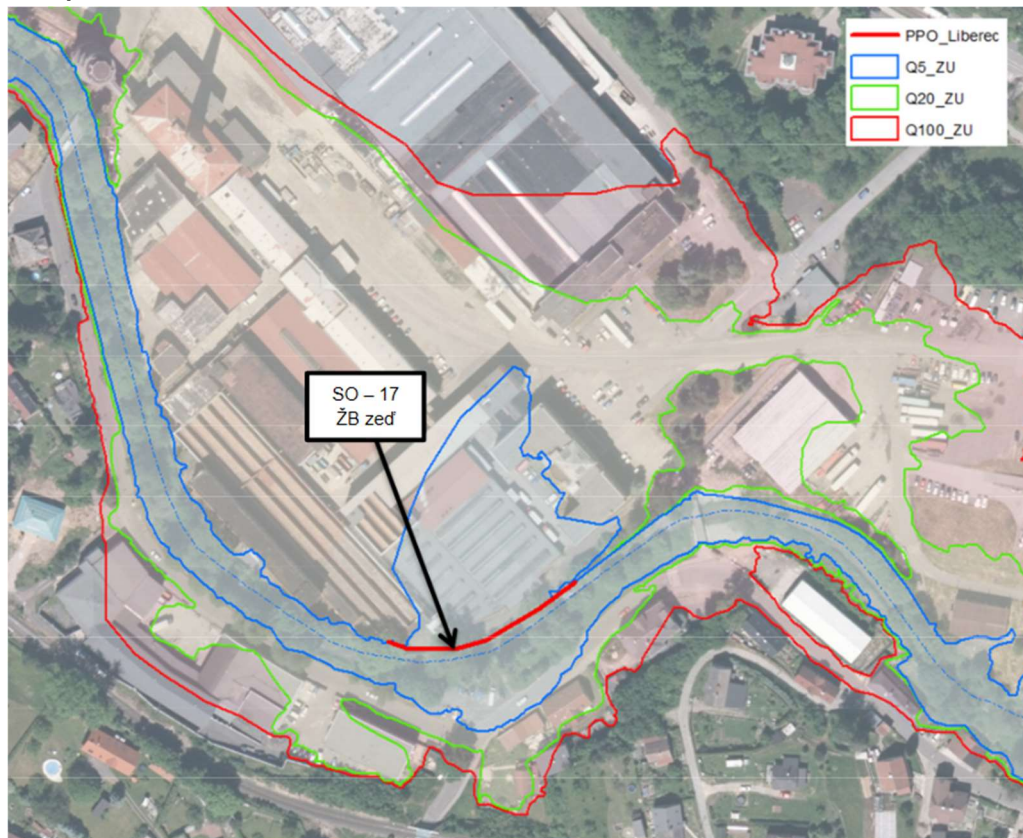 PPO_Liberec
Q5_ZU
Q20_ZU
Q100_ZU
SO – 17
ŽB zeď